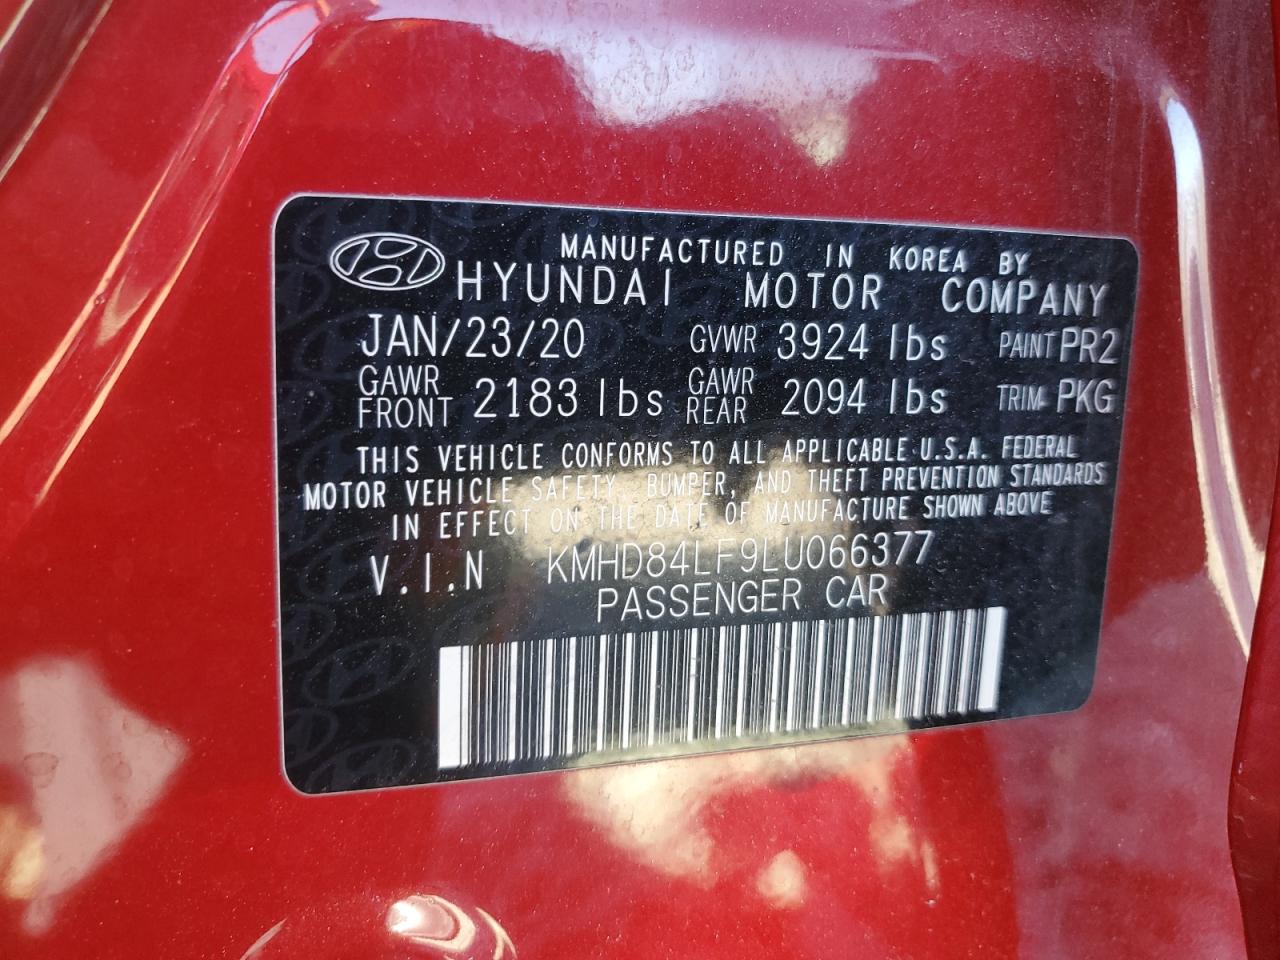 MANUFACTURED IN KOREA BY
HYUNDAI MOTOR COMPANY
JAN/23/20 GVWR 3924 lbs PAINT PR2
GAWR FRONT 2183 lbs GAWR REAR 2094 lbs TRIM PKG
THIS VEHICLE CONFORMS TO ALL APPLICABLE U.S.A. FEDERAL
MOTOR VEHICLE SAFETY, BUMPER, AND THEFT PREVENTION STANDARDS
IN EFFECT ON THE DATE OF MANUFACTURE SHOWN ABOVE
V.I.N KMHD84LF9LU066377
PASSENGER CAR